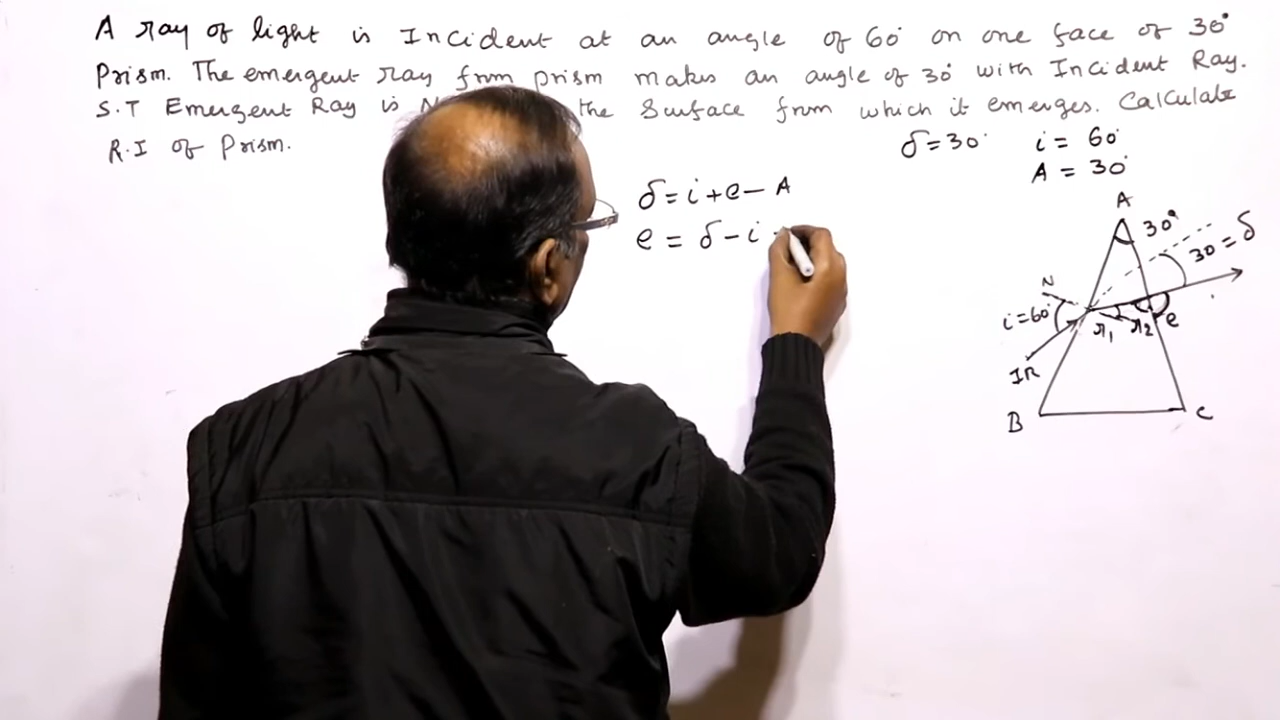 A ray of light is Incident at an angle of 60° on one face of 30°
Prism. The emergent ray from prism makes an angle of 30° with Incident Ray.
S.T Emergent Ray is N the Surface from which it emerges. Calculate
R.I of Prism.
δ = 30° i = 60°
A = 30°
δ = i + e - A
e = δ - i
A
30°
30 = δ
N
i = 60°
r₁ r₂ e
IR
B C